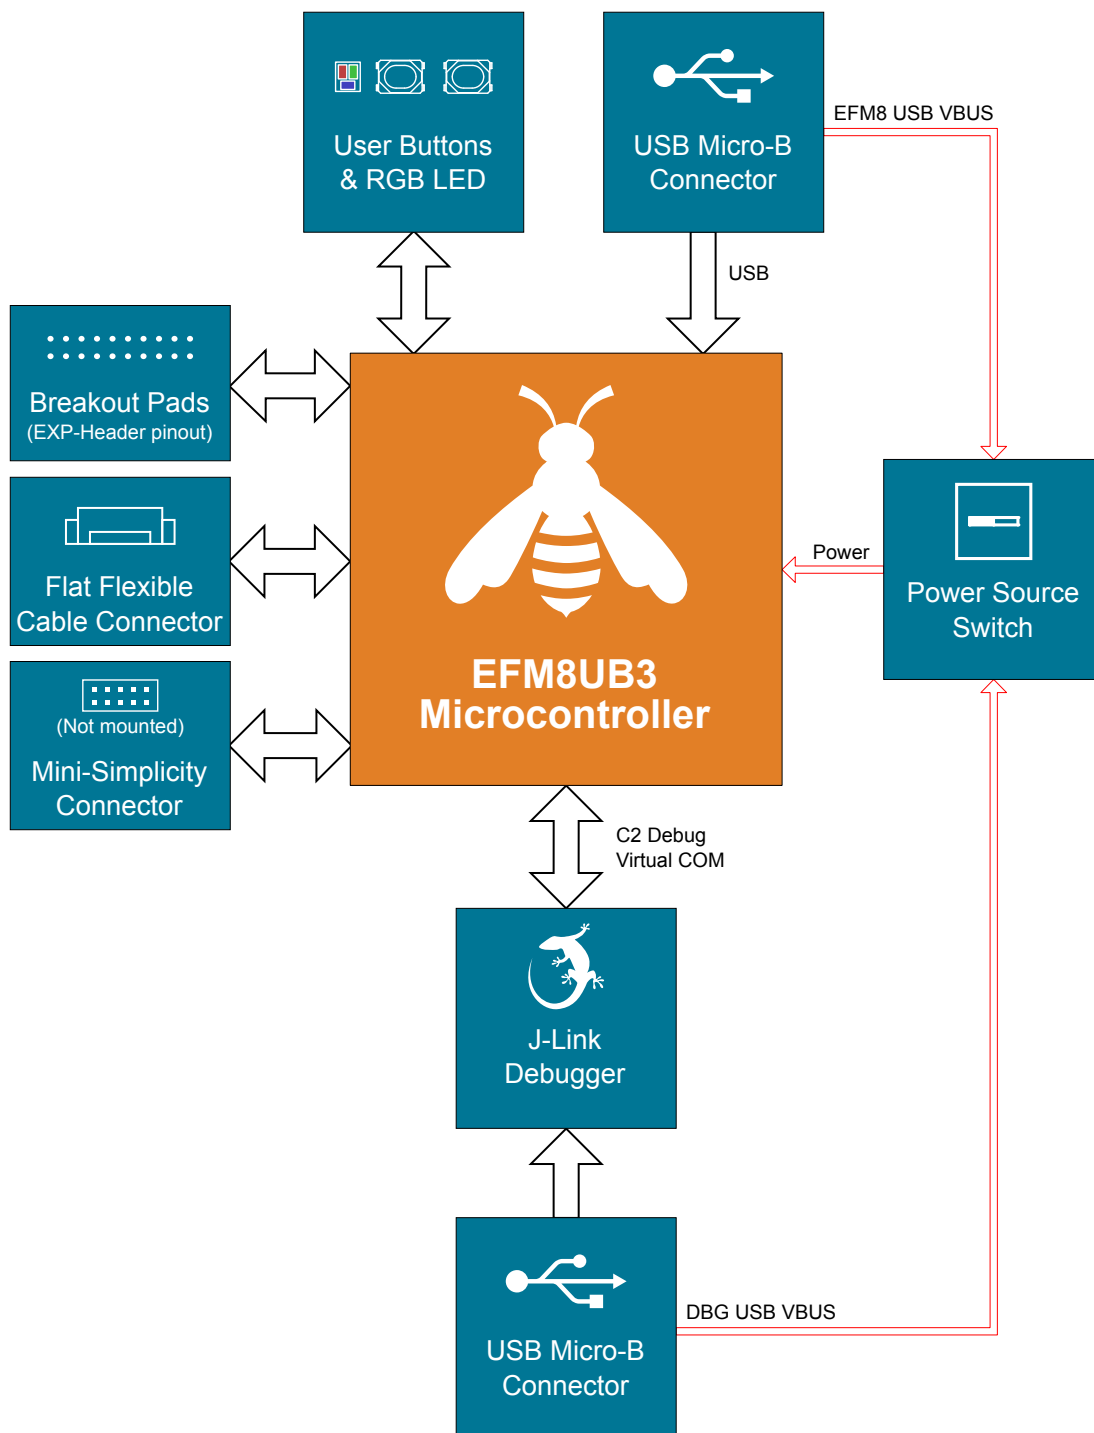 User Buttons
& RGB LED
USB Micro-B
Connector
EFM8 USB VBUS
USB
Breakout Pads
(EXP-Header pinout)
Flat Flexible
Cable Connector
(Not mounted)
Mini-Simplicity
Connector
EFM8UB3
Microcontroller
Power
Power Source
Switch
C2 Debug
Virtual COM
J-Link
Debugger
USB Micro-B
Connector
DBG USB VBUS